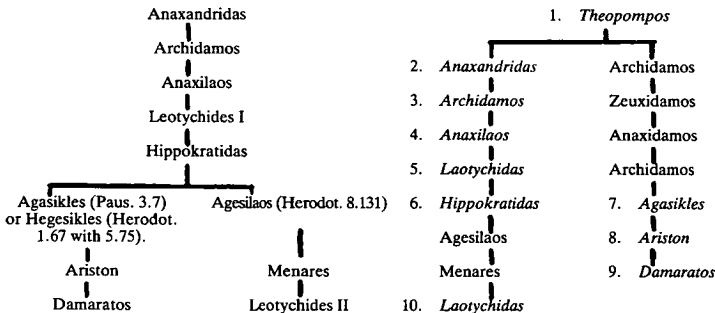 Anaxandridas
Archidamos
Anaxilaos
Leotychides I
Hippokratidas
Agasikles (Paus. 3.7)
or Hegesikles (Herodot.
1.67 with 5.75).
Agesilaos (Herodot. 8.131)
Ariston
Menares
Damaratos
Leotychides II
1. Theopompos
2. Anaxandridas
Archidamos
3. Archidamos
Zeuxidamos
4. Anaxilaos
Anaxidamos
5. Laotychidas
Archidamos
6. Hippokratidas
7. Agasikles
Agesilaos
8. Ariston
Menares
9. Damaratos
10. Laotychidas